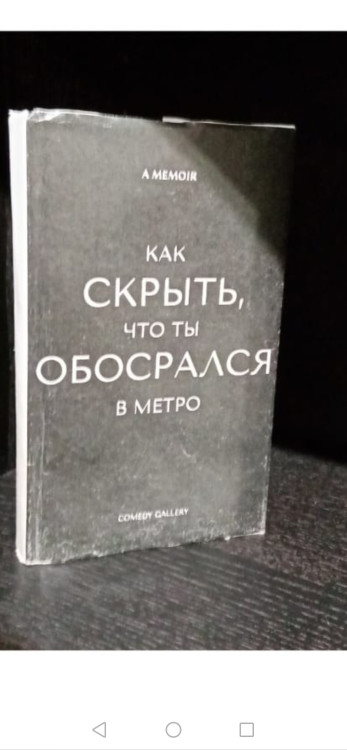 A MEMOIR
КАК
СКРЫТЬ,
ЧТО ТЫ
ОБОСРАЛСЯ
В МЕТРО
COMEDY GALLERY